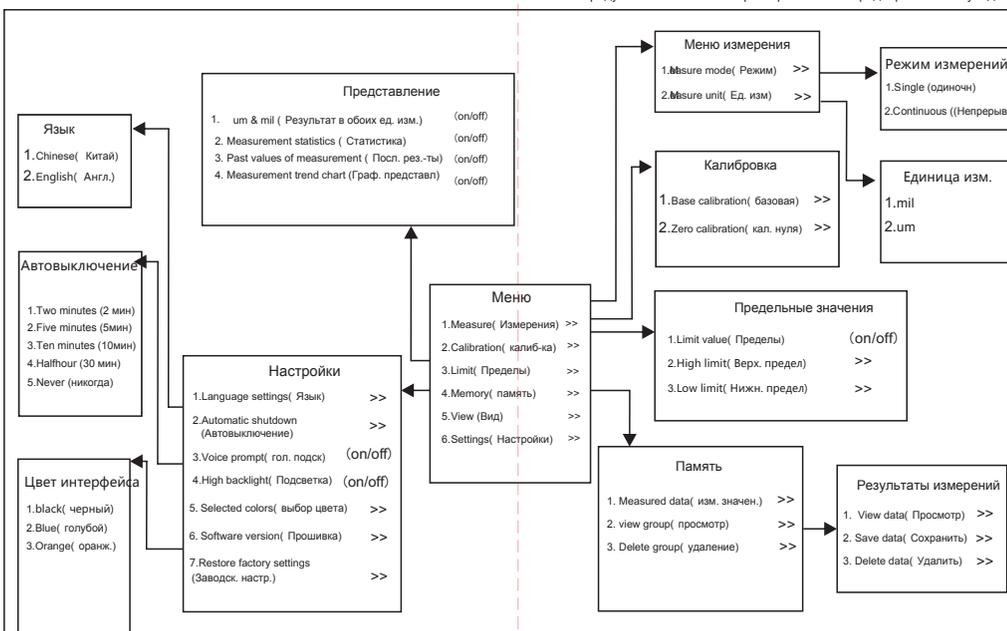 Представление
1. um & mil ( Результат в обоих ед. изм.) (on/off)
2. Measurement statistics ( Статистика) (on/off)
3. Past values of measurement ( Посл. рез.-ты) (on/off)
4. Measurement trend chart (Граф. представл) (on/off)
Язык
1.Chinese( Китай)
2.English( Англ.)
Автовыключение
1.Two minutes (2 мин)
2.Five minutes (5мин)
3.Ten minutes (10мин)
4.Halfhour (30 мин)
5.Never (никогда)
Цвет интерфейса
1.black( черный)
2.Blue( голубой)
3.Orange( оранж.)
Настройки
1.Language settings( Язык) >>
2.Automatic shutdown
(Автовыключение) >>
3.Voice prompt( гол. подск) (on/off)
4.High backlight( Подсветка) (on/off)
5. Selected colors( выбор цвета) >>
6. Software version( Прошивка) >>
7.Restore factory settings
(Заводск. настр.) >>
Меню
1.Measure( Измерения) >>
2.Calibration( калиб-ка) >>
3.Limit( Пределы) >>
4.Memory( память) >>
5.View (Вид) >>
6.Settings( Настройки) >>
Меню измерения
mode( Режим) >>
unit( Ед. изм) >>
Режим измерений
1.Single (одиночн)
2.Continuous ((Непрерыв
Единица изм.
1.mil
2.um
Калибровка
1.Base calibration( базовая) >>
2.Zero calibration( кал. нуля) >>
Предельные значения
1.Limit value( Пределы) (on/off)
2.High limit( Верх. предел) >>
3.Low limit( Нижн. предел) >>
Память
1. Measured data( изм. значен.) >>
2. view group( просмотр) >>
3. Delete group( удаление) >>
Результаты измерений
1. View data( Просмотр) >>
2. Save data( Сохранить) >>
3. Delete data( Удалить) >>